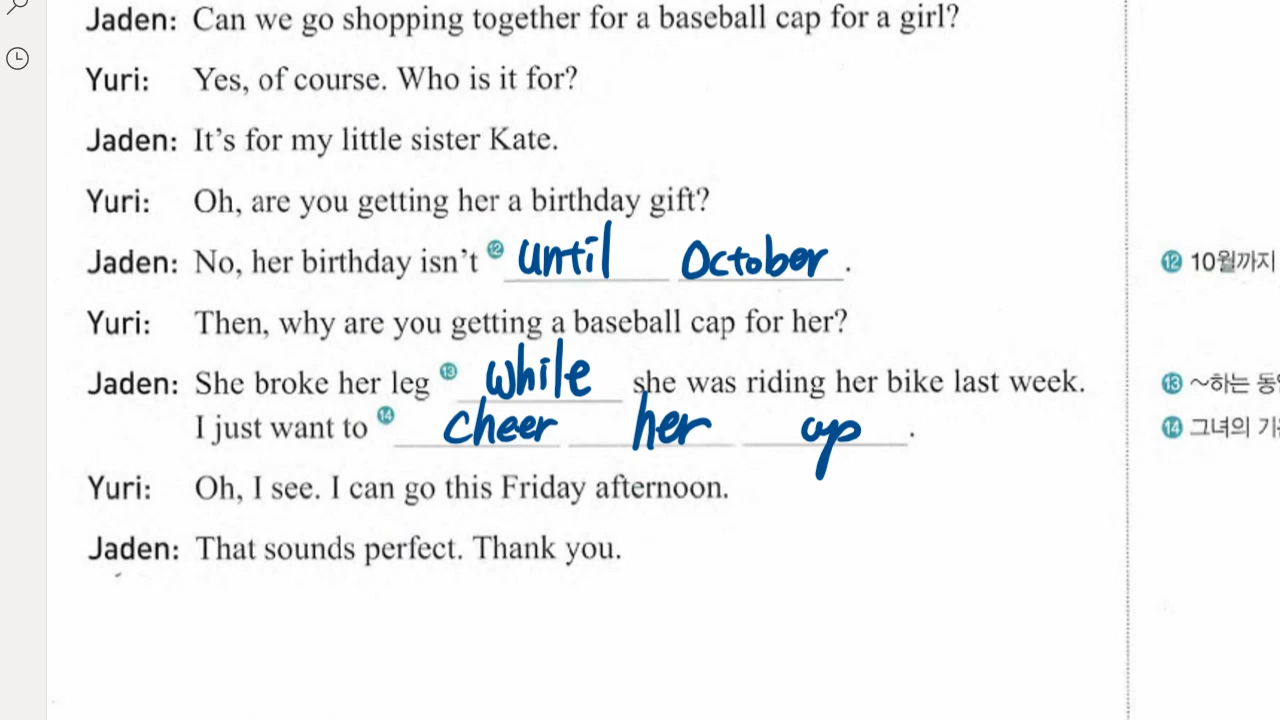 Jaden: Can we go shopping together for a baseball cap for a girl?
Yuri: Yes, of course. Who is it for?
Jaden: It's for my little sister Kate.
Yuri: Oh, are you getting her a birthday gift?
Jaden: No, her birthday isn't ⑫ until October.
⑫ 10월까지
Yuri: Then, why are you getting a baseball cap for her?
Jaden: She broke her leg ⑬ while she was riding her bike last week.
⑬ ~하는
I just want to ⑭ cheer her up.
⑭ 그녀의
Yuri: Oh, I see. I can go this Friday afternoon.
Jaden: That sounds perfect. Thank you.